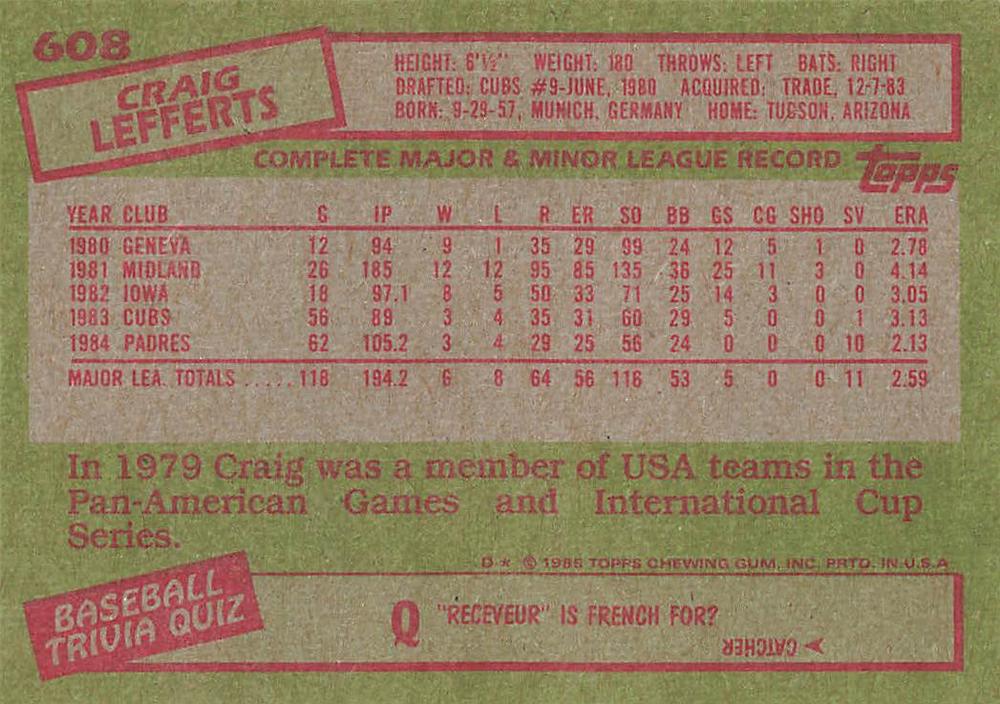 608
CRAIG
LEFFERTS
HEIGHT: 6'½" WEIGHT: 180 THROWS: LEFT BATS: RIGHT
DRAFTED: CUBS #9-JUNE, 1980 ACQUIRED: TRADE, 12-7-83
BORN: 9-29-57, MUNICH, GERMANY HOME: TUCSON, ARIZONA
COMPLETE MAJOR & MINOR LEAGUE RECORD
Topps
YEAR CLUB G IP W L R ER SO BB GS CG SHO SV ERA
1980 GENEVA 12 94 9 1 35 29 99 24 12 5 1 0 2.78
1981 MIDLAND 26 185 12 12 95 85 135 36 25 11 3 0 4.14
1982 IOWA 18 97.1 8 5 50 33 71 25 14 3 0 0 3.05
1983 CUBS 56 89 3 4 35 31 60 29 5 0 0 1 3.13
1984 PADRES 62 105.2 3 4 29 25 56 24 0 0 0 10 2.13
MAJOR LEA. TOTALS ..... 118 194.2 6 8 64 56 116 53 5 0 0 11 2.59
In 1979 Craig was a member of USA teams in the
Pan-American Games and International Cup
Series.
D* © 1985 TOPPS CHEWING GUM, INC. PRTD. IN U.S.A
BASEBALL
TRIVIA QUIZ
Q "RECEVEUR" IS FRENCH FOR?
CATCHER